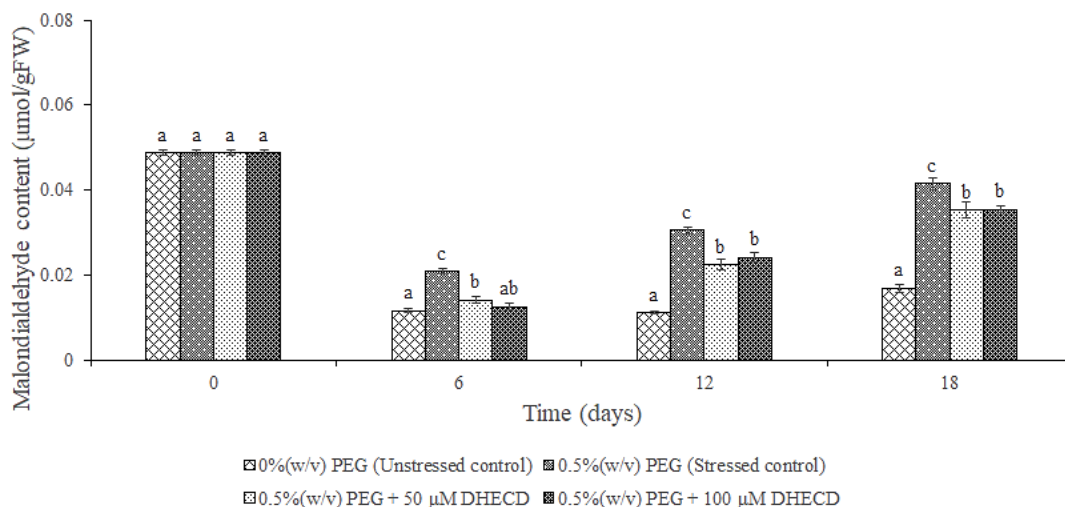 Malondialdehyde content (µmol/gFW)
0.08
0.06
0.04
0.02
0
a a a a
a c b ab
a c b b
a c b b
0 6 12 18
Time (days)
0%(w/v) PEG (Unstressed control) 0.5%(w/v) PEG (Stressed control)
0.5%(w/v) PEG + 50 µM DHECD 0.5%(w/v) PEG + 100 µM DHECD